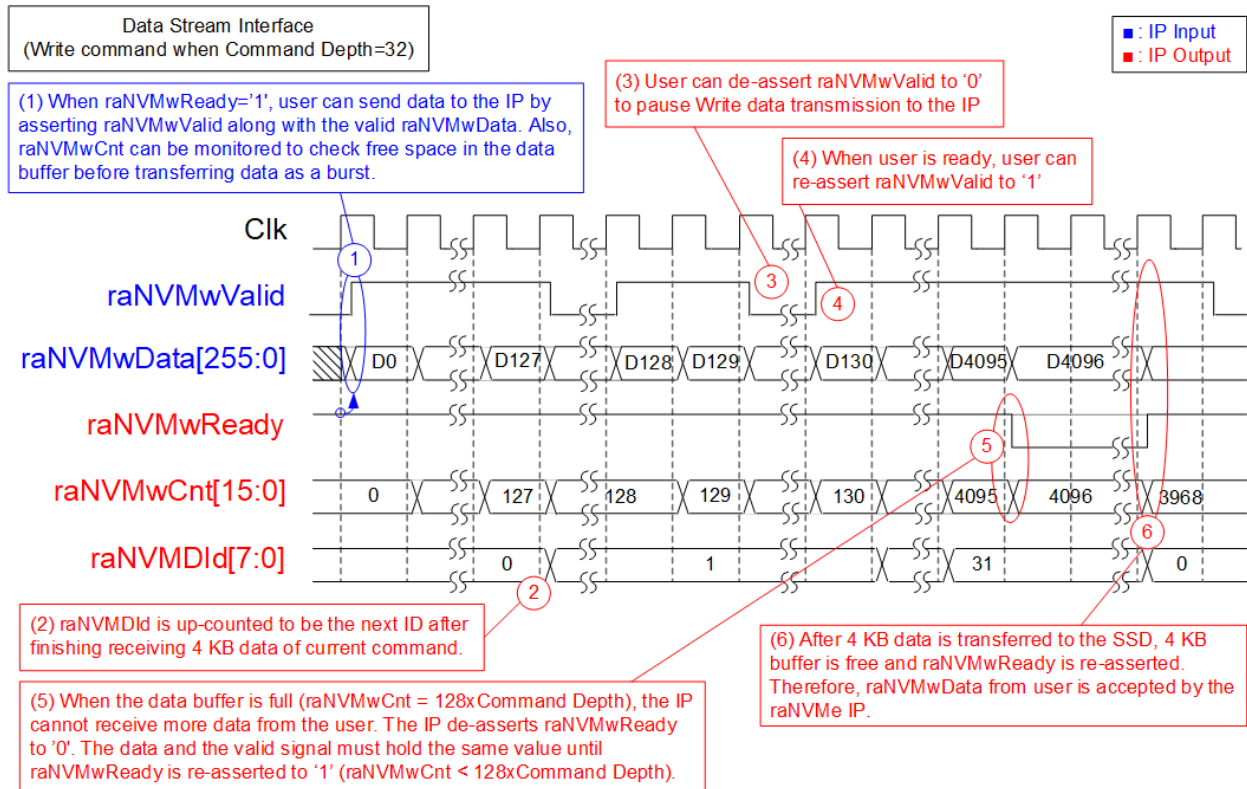 Data Stream Interface
(Write command when Command Depth=32)
■ : IP Input
■ : IP Output
(1) When raNVMwReady='1', user can send data to the IP by
asserting raNVMwValid along with the valid raNVMwData. Also,
raNVMwCnt can be monitored to check free space in the data
buffer before transferring data as a burst.
(3) User can de-assert raNVMwValid to ‘0’
to pause Write data transmission to the IP
(4) When user is ready, user can
re-assert raNVMwValid to ‘1’
Clk
1
3
4
raNVMwValid
raNVMwData[255:0]
D0
D127
D128
D129
D130
D4095
D4096
raNVMwReady
5
raNVMwCnt[15:0]
0
127
128
129
130
4095
4096
3968
6
raNVMDId[7:0]
0
1
31
0
2
(2) raNVMDId is up-counted to be the next ID after
finishing receiving 4 KB data of current command.
(5) When the data buffer is full (raNVMwCnt = 128xCommand Depth), the IP
cannot receive more data from the user. The IP de-asserts raNVMwReady
to '0'. The data and the valid signal must hold the same value until
raNVMwReady is re-asserted to ‘1’ (raNVMwCnt < 128xCommand Depth).
(6) After 4 KB data is transferred to the SSD, 4 KB
buffer is free and raNVMwReady is re-asserted.
Therefore, raNVMwData from user is accepted by the
raNVMe IP.